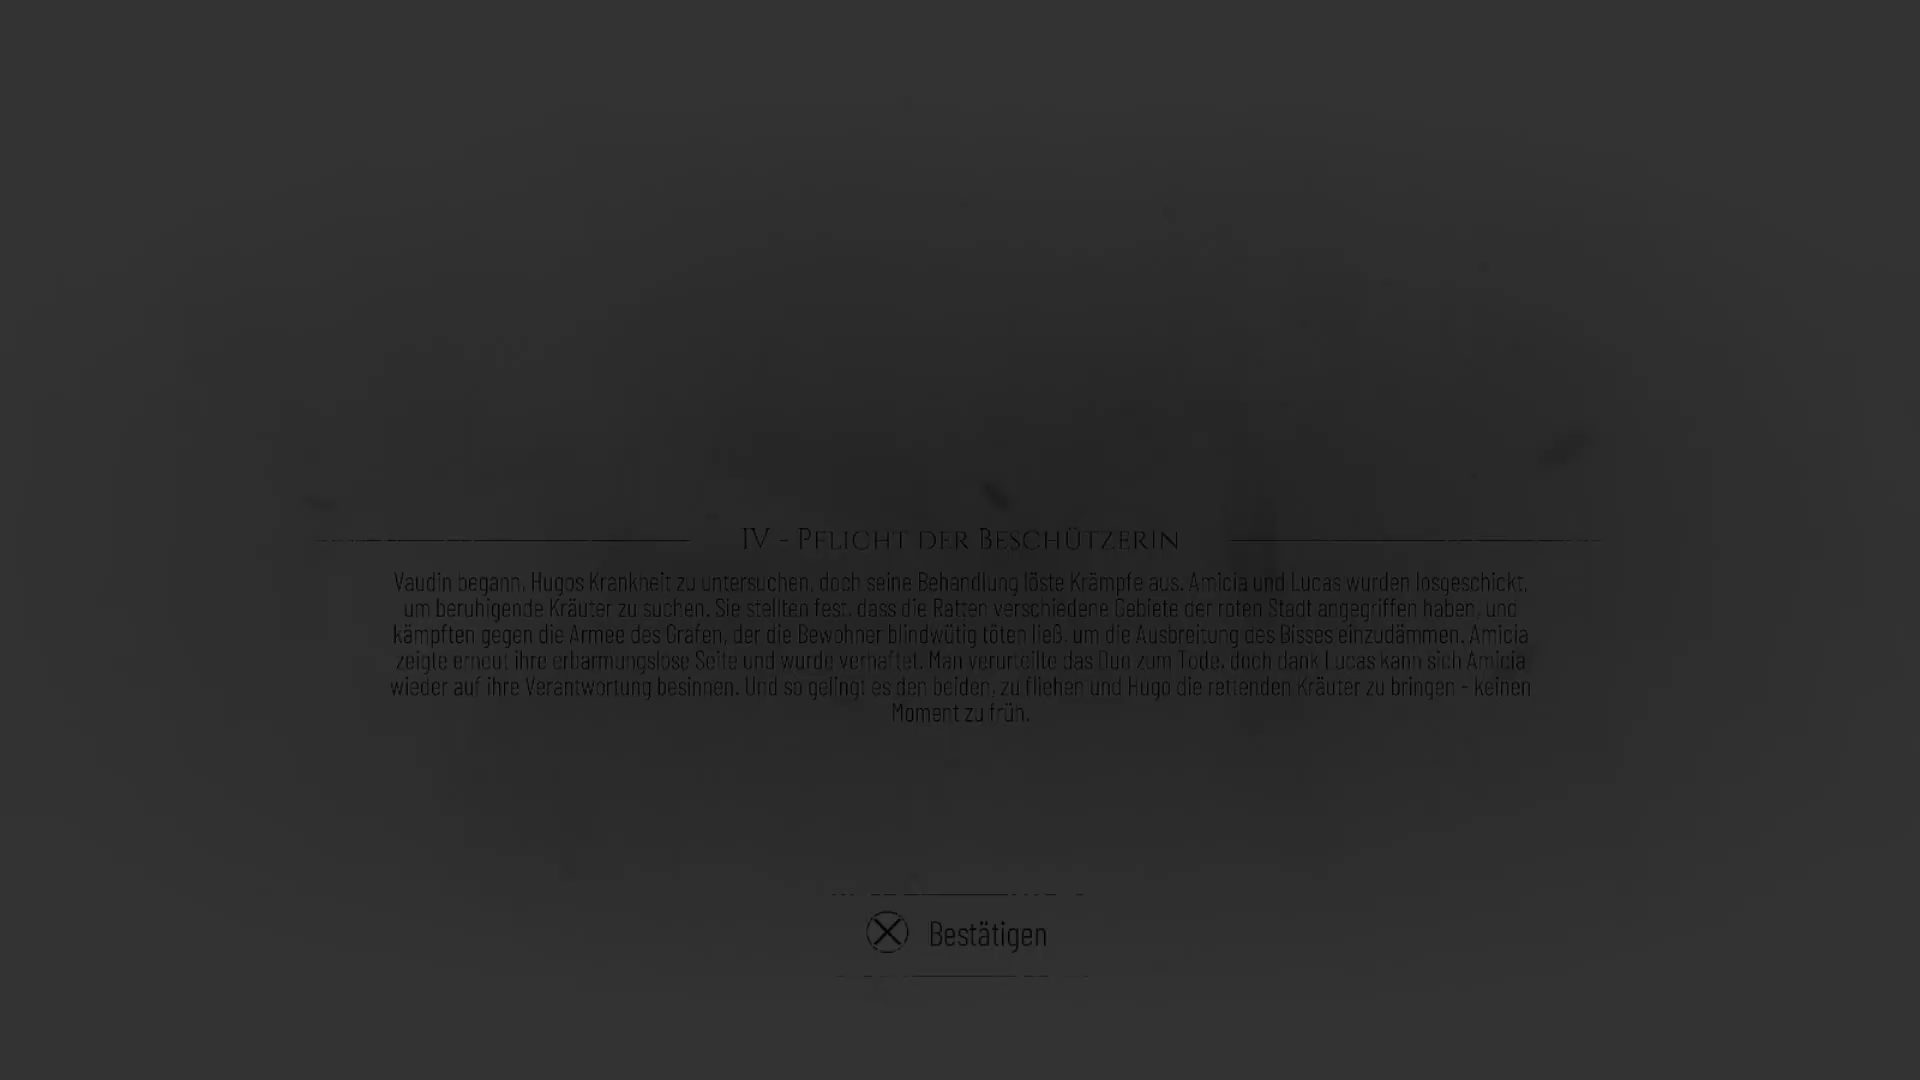 IV - Pflicht der Beschützerin
Vaudin begann, Hugos Krankheit zu untersuchen, doch seine Behandlung löste Krämpfe aus. Amicia und Lucas wurden losgeschickt,
um beruhigende Kräuter zu suchen. Sie stellten fest, dass die Ratten verschiedene Gebiete der roten Stadt angegriffen haben, und
kämpften gegen die Armee des Grafen, der die Bewohner blindwütig töten ließ, um die Ausbreitung des Bisses einzudämmen. Amicia
zeigte erneut ihre erbarmungslose Seite und wurde verhaftet. Man verurteilte das Duo zum Tode, doch dank Lucas kann sich Amicia
wieder auf ihre Verantwortung besinnen. Und so gelingt es den beiden, zu fliehen und Hugo die rettenden Kräuter zu bringen - keinen
Moment zu früh.
Bestätigen